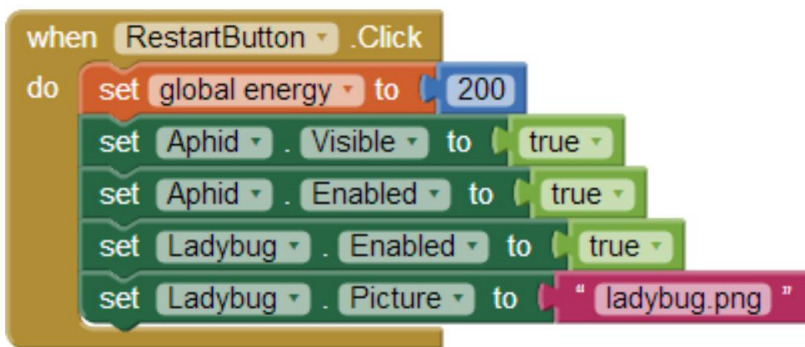 when RestartButton .Click
do set global energy to 200
set Aphid . Visible to true
set Aphid . Enabled to true
set Ladybug . Enabled to true
set Ladybug . Picture to “ ladybug.png ”